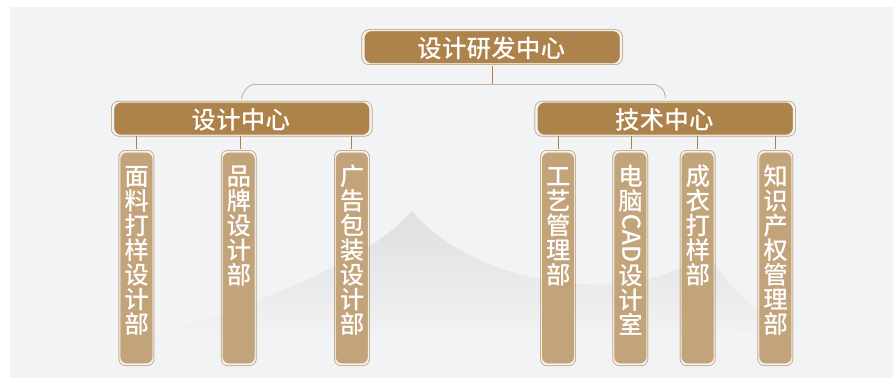 设计研发中心
设计中心
技术中心
面料打样设计部
品牌设计部
广告包装设计部
工艺管理部
电脑CAD设计室
成衣打样部
知识产权管理部